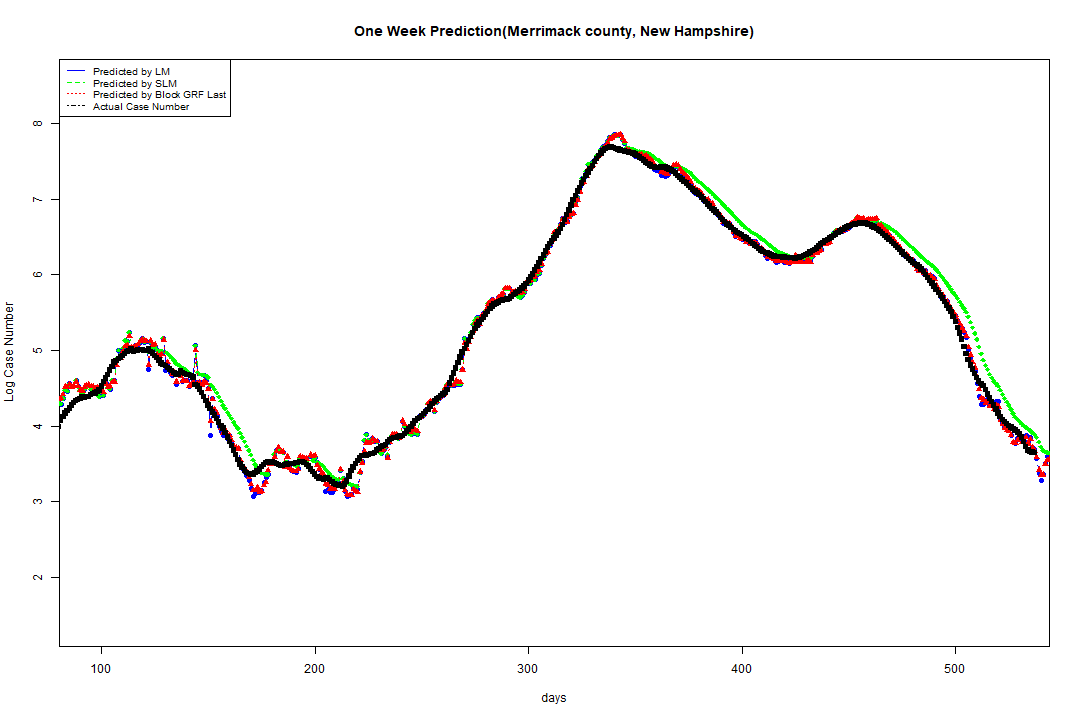 One Week Prediction(Merrimack county, New Hampshire)
Predicted by LM
Predicted by SLM
Predicted by Block GRF Last
Actual Case Number
Log Case Number
8
7
6
5
4
3
2
100 200 300 400 500
days